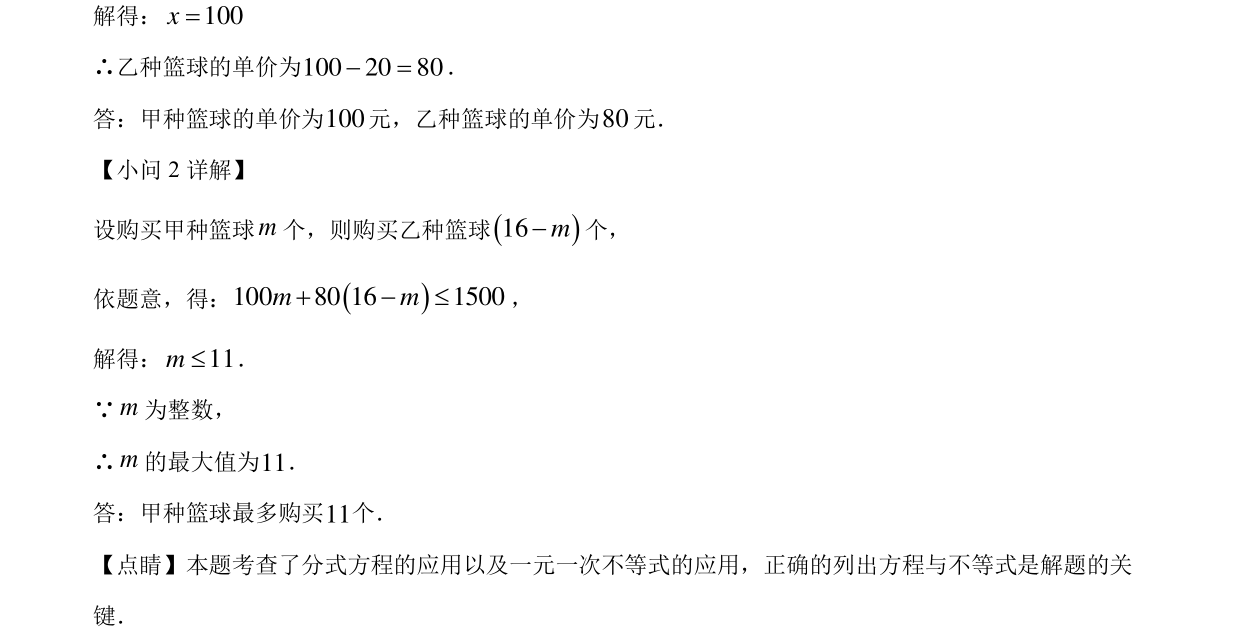 解得：x＝100
∴乙种篮球的单价为100－20＝80．
答：甲种篮球的单价为100元，乙种篮球的单价为80元．
【小问 2 详解】
设购买甲种篮球m个，则购买乙种篮球(16－m)个，
依题意，得：100m＋80(16－m)≤1500，
解得：m≤11．
∵m为整数，
∴m的最大值为11．
答：甲种篮球最多购买11个．
【点睛】本题考查了分式方程的应用以及一元一次不等式的应用，正确的列出方程与不等式是解题的关
键．